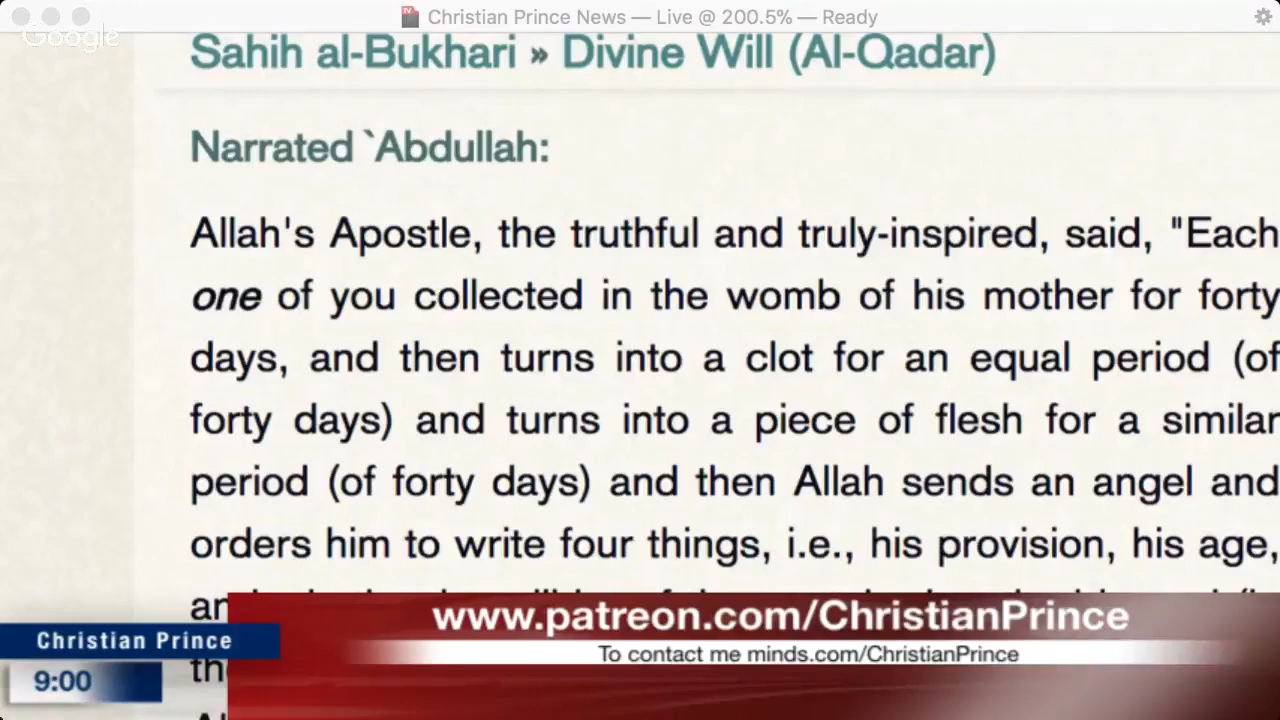 Christian Prince News — Live @ 200.5% — Ready
Google
Sahih al-Bukhari » Divine Will (Al-Qadar)
Narrated `Abdullah:
Allah's Apostle, the truthful and truly-inspired, said, "Each
one of you collected in the womb of his mother for forty
days, and then turns into a clot for an equal period (of
forty days) and turns into a piece of flesh for a similar
period (of forty days) and then Allah sends an angel and
orders him to write four things, i.e., his provision, his age,
www.patreon.com/ChristianPrince
To contact me minds.com/ChristianPrince
Christian Prince
9:00